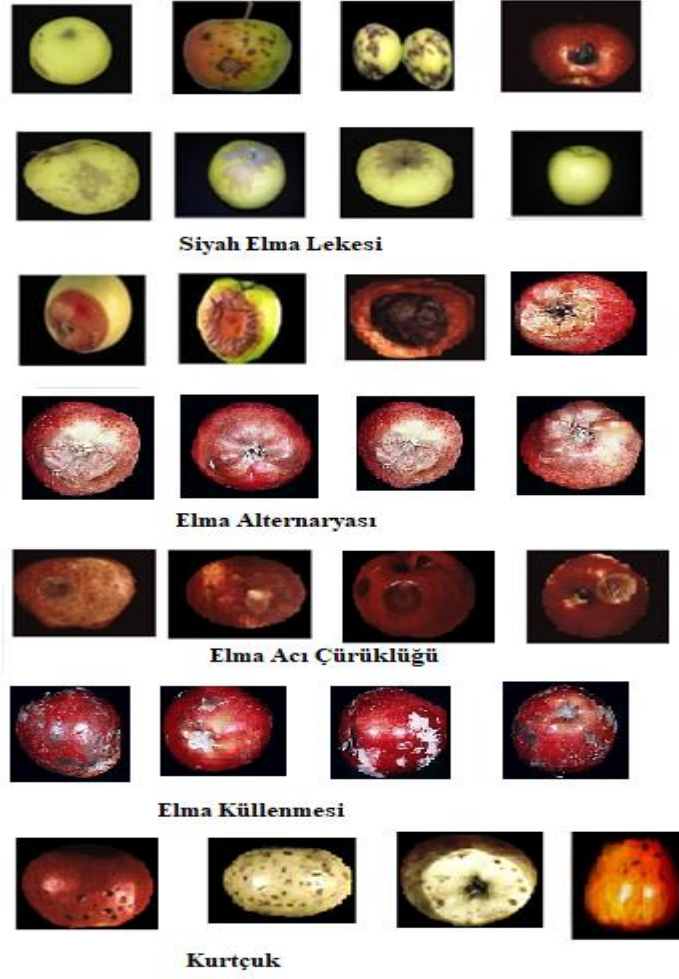 Siyah Elma Lekesi
Elma Alternaryası
Elma Acı Çürüklüğü
Elma Küllenmesi
Kurtçuk